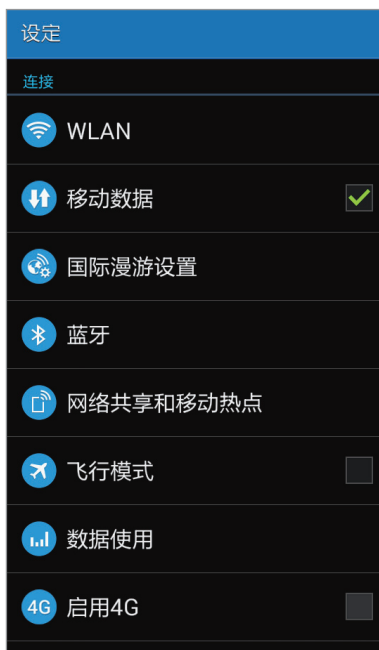 设定
连接
WLAN
移动数据
国际漫游设置
蓝牙
网络共享和移动热点
飞行模式
数据使用
4G 启用4G